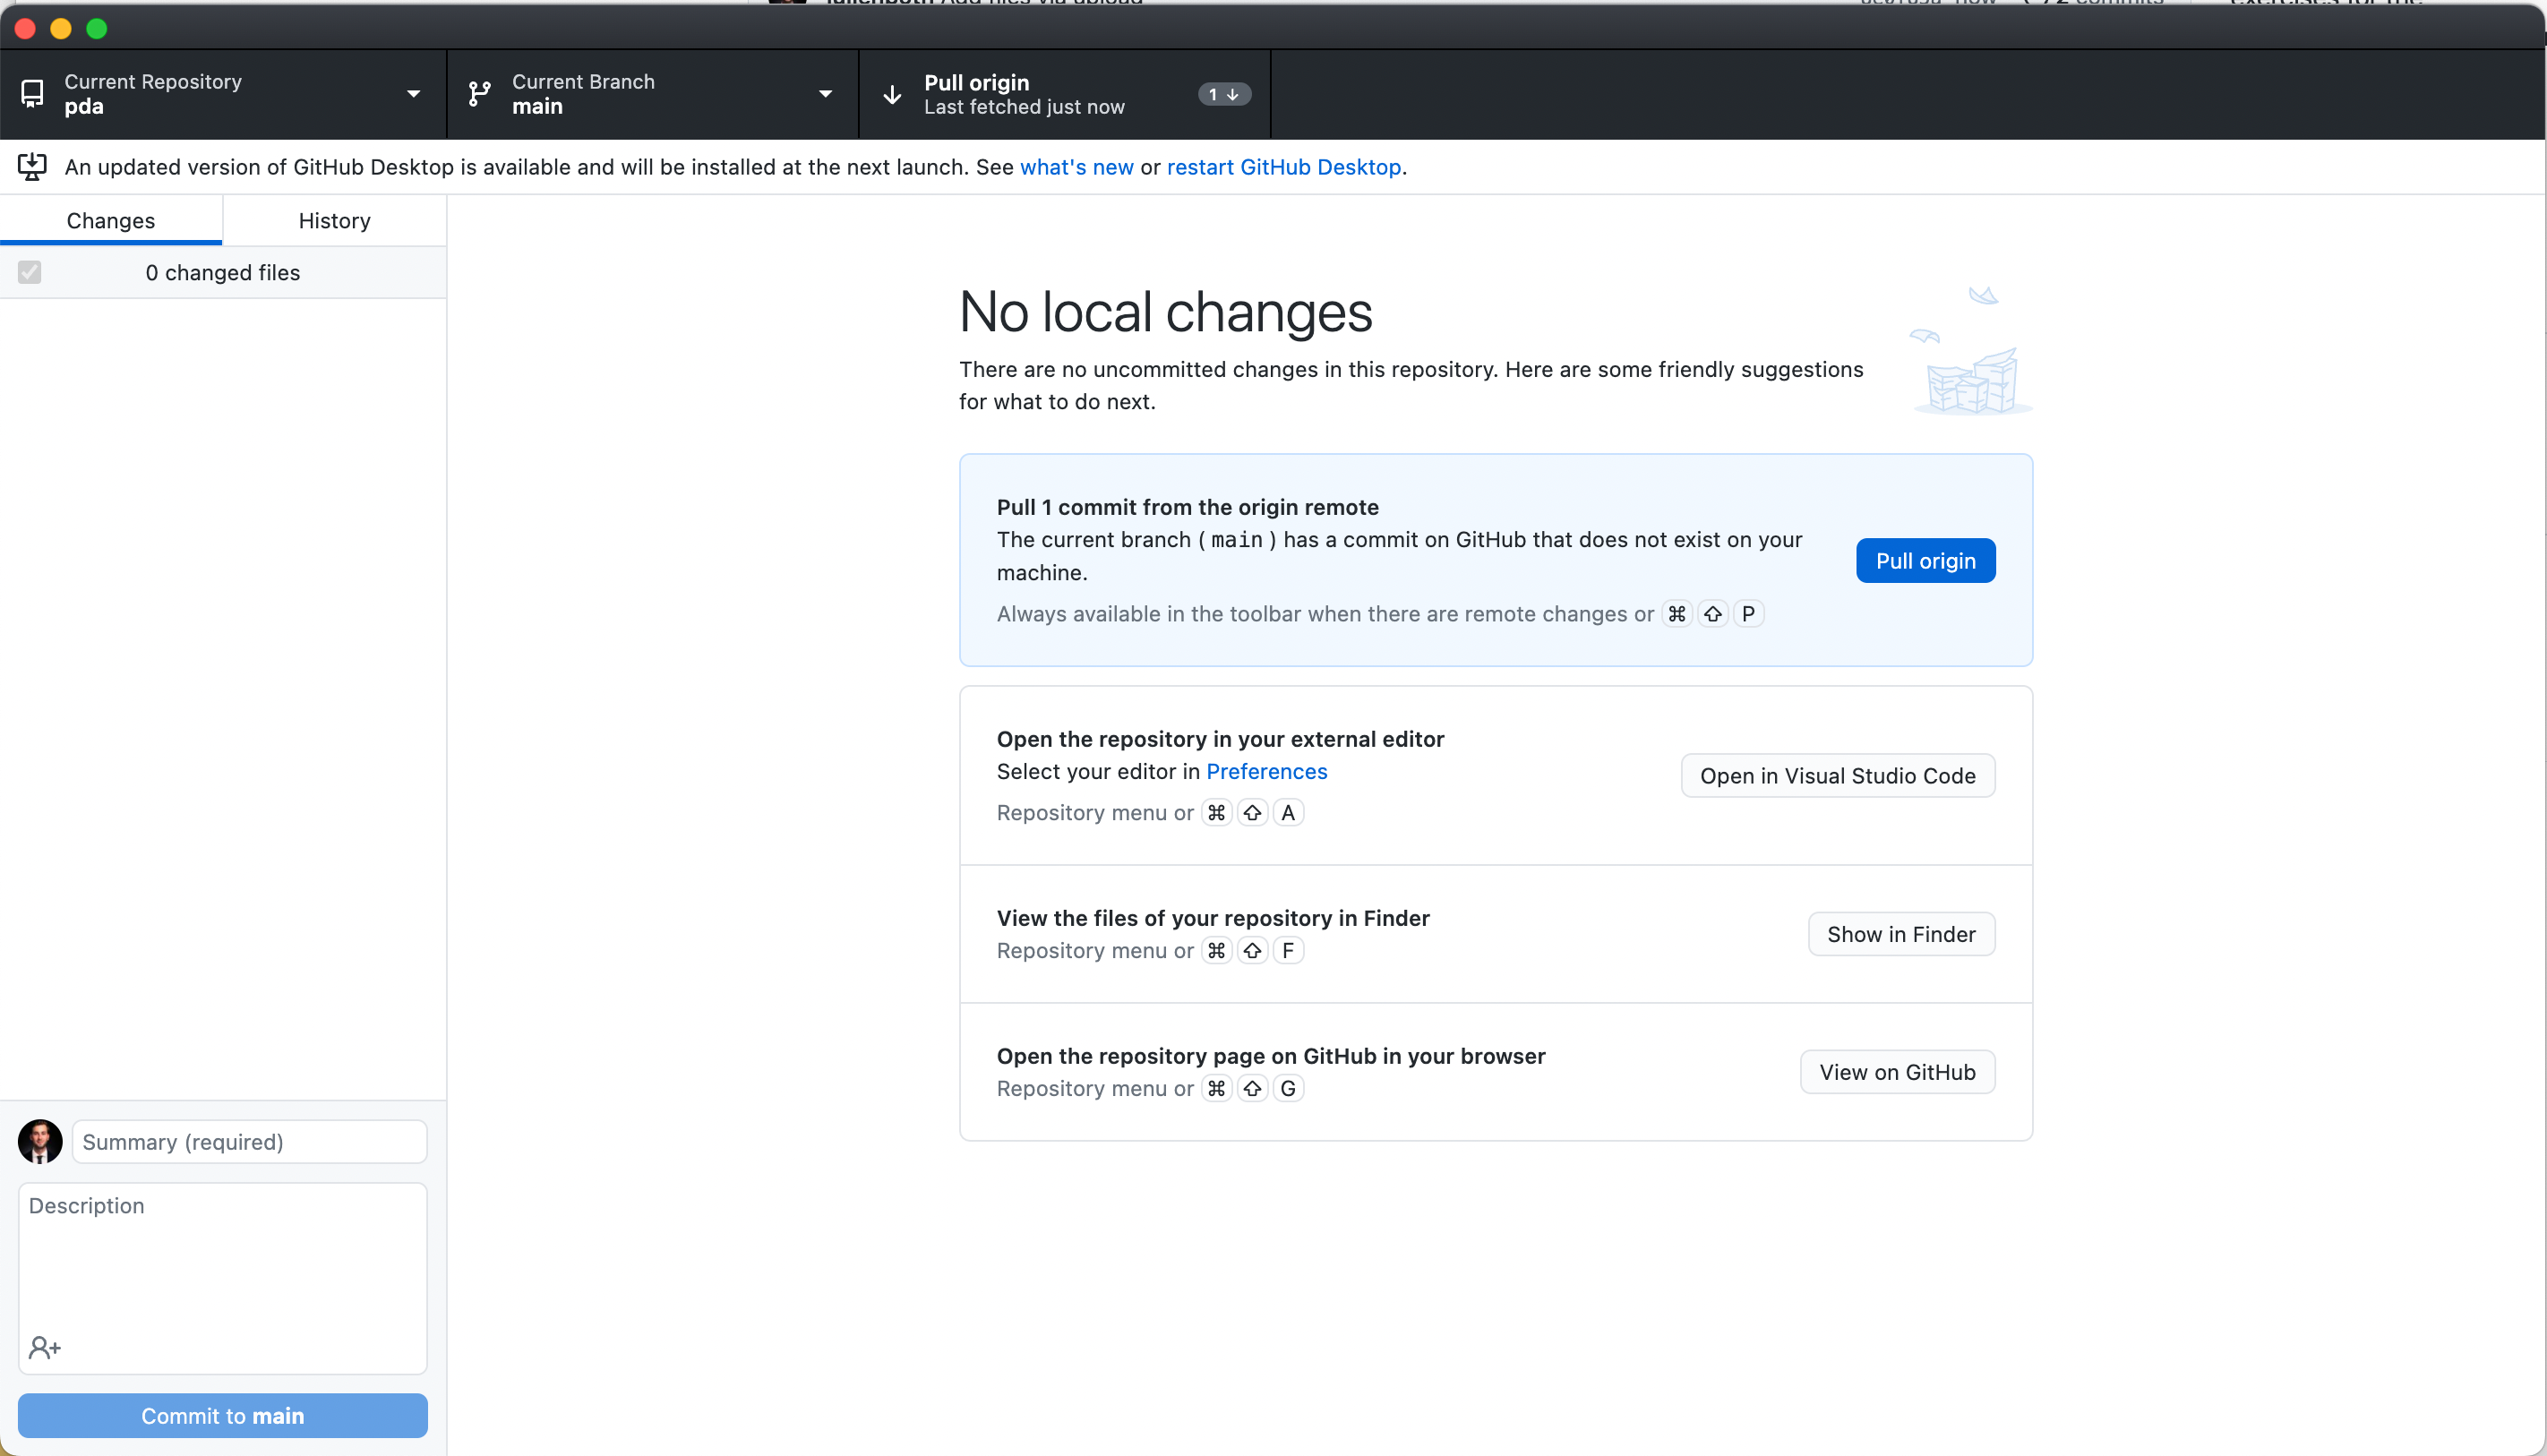 Current Repository
pda
Current Branch
main
Pull origin
Last fetched just now
1
An updated version of GitHub Desktop is available and will be installed at the next launch. See what's new or restart GitHub Desktop.
Changes
History
0 changed files
No local changes
There are no uncommitted changes in this repository. Here are some friendly suggestions
for what to do next.
Pull 1 commit from the origin remote
The current branch ( main ) has a commit on GitHub that does not exist on your
machine.
Always available in the toolbar when there are remote changes or ⌘ ⇧ P
Pull origin
Open the repository in your external editor
Select your editor in Preferences
Repository menu or ⌘ ⇧ A
Open in Visual Studio Code
View the files of your repository in Finder
Repository menu or ⌘ ⇧ F
Show in Finder
Open the repository page on GitHub in your browser
Repository menu or ⌘ ⇧ G
View on GitHub
Summary (required)
Description
Commit to main